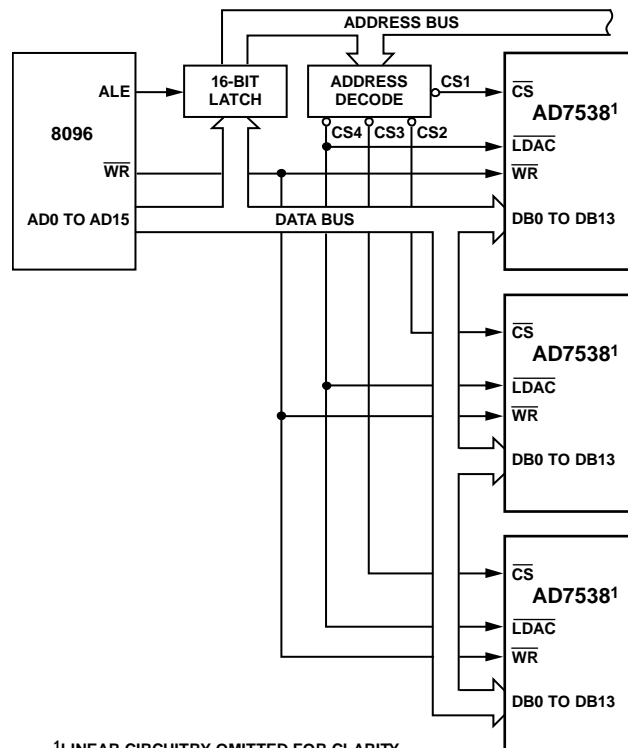 ADDRESS BUS
ALE
16-BIT
LATCH
ADDRESS
DECODE
CS1
CS
AD7538¹
8096
CS4
CS3
CS2
LDAC
WR
WR
AD0 TO AD15
DATA BUS
DB0 TO DB13
CS
AD7538¹
LDAC
WR
DB0 TO DB13
CS
AD7538¹
LDAC
WR
DB0 TO DB13
¹LINEAR CIRCUITRY OMITTED FOR CLARITY